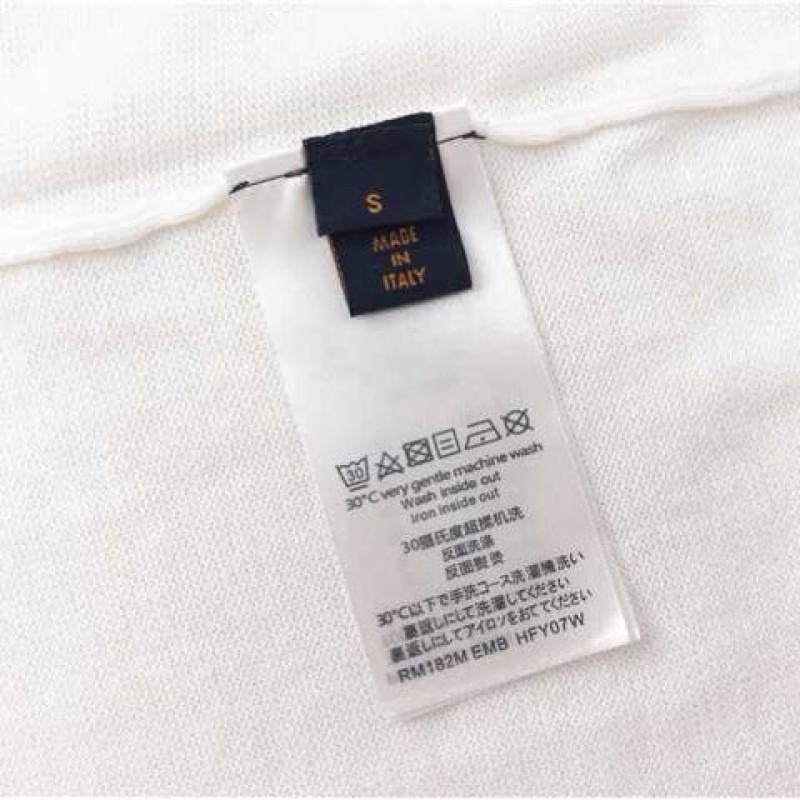 S
MADE
IN
ITALY
30
30°C very gentle machine wash
Wash inside out
Iron inside out
30摄氏度超揉机洗
反面洗涤
反面熨烫
30℃以下で手洗コース洗濯機洗い
裏返しにして洗濯してください
裏返しにしてアイロンをおてください
RM182M EMB HFY07W